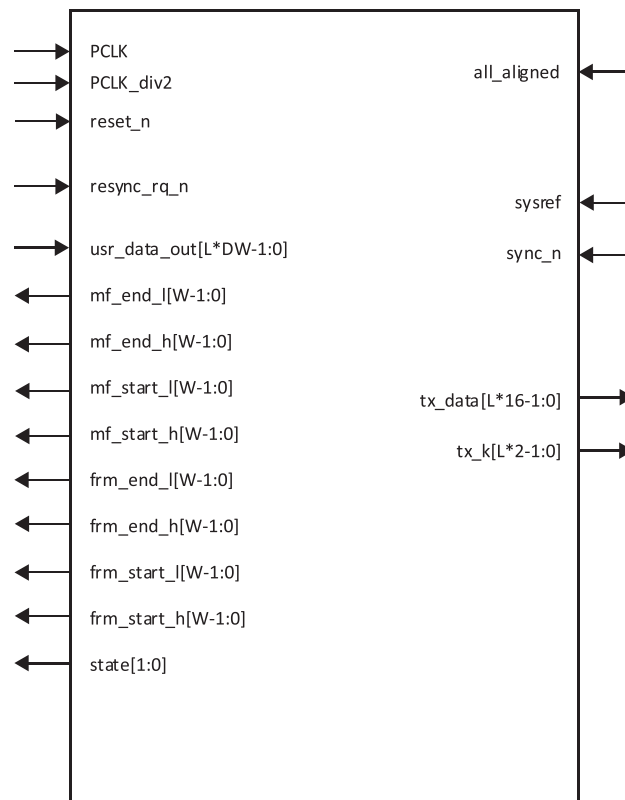 PCLK
PCLK_div2
reset_n
resync_rq_n
usr_data_out[L*DW-1:0]
mf_end_l[W-1:0]
mf_end_h[W-1:0]
mf_start_l[W-1:0]
mf_start_h[W-1:0]
frm_end_l[W-1:0]
frm_end_h[W-1:0]
frm_start_l[W-1:0]
frm_start_h[W-1:0]
state[1:0]
all_aligned
sysref
sync_n
tx_data[L*16-1:0]
tx_k[L*2-1:0]